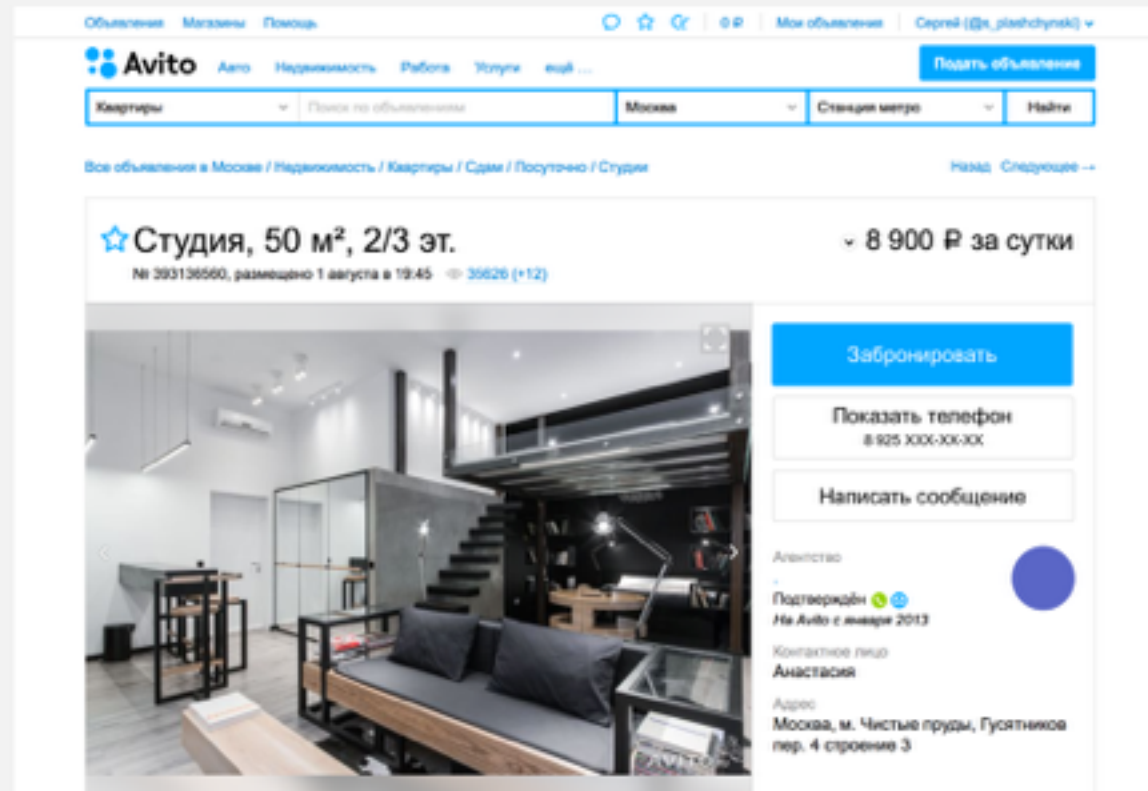 Объявления Магазины Помощь
0 ₽ Мои объявления Сергей (@s_plashchynski)
Avito Авто Недвижимость Работа Услуги ещё ...
Подать объявление
Квартиры Поиск по объявлениям Москва Станция метро Найти
Все объявления в Москве / Недвижимость / Квартиры / Сдам / Посуточно / Студии
Назад Следующее →
Студия, 50 м², 2/3 эт.
8 900 ₽ за сутки
№ 393136560, размещено 1 августа в 19:45 35626 (+12)
Забронировать
Показать телефон
8 925 XXX-XX-XX
Написать сообщение
Агентство
Подтверждён
На Avito с января 2013
Контактное лицо
Анастасия
Адрес
Москва, м. Чистые пруды, Гусятников
пер. 4 строение 3
AVITO